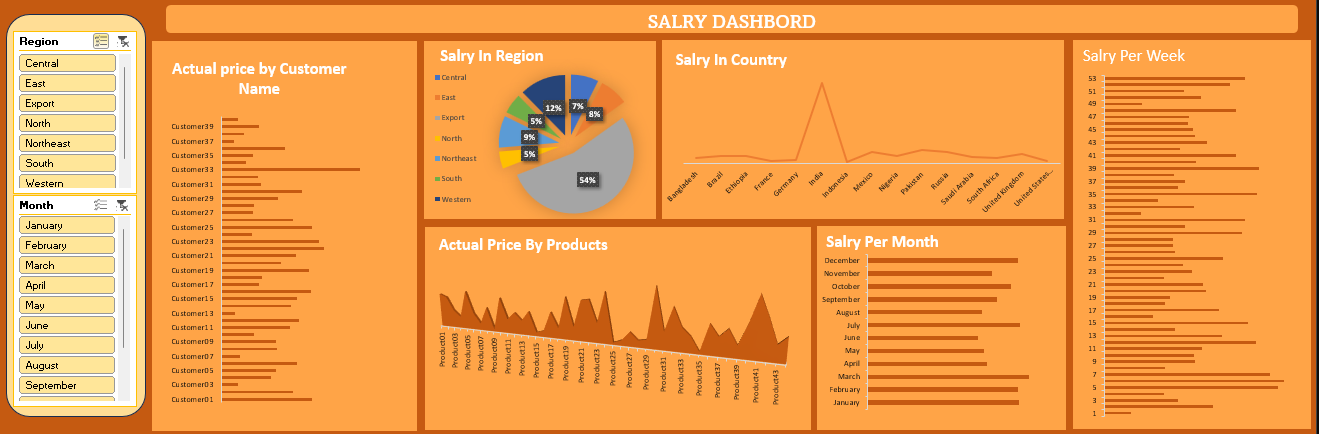 SALRY DASHBORD
Region
Central
East
Export
North
Northeast
South
Western
Month
January
February
March
April
May
June
July
August
September
Actual price by Customer
Name
Customer39
Customer37
Customer35
Customer33
Customer31
Customer29
Customer27
Customer25
Customer23
Customer21
Customer19
Customer17
Customer15
Customer13
Customer11
Customer09
Customer07
Customer05
Customer03
Customer01
Salry In Region
Central
East
Export
North
Northeast
South
Western
12%
7%
8%
5%
9%
5%
54%
Salry In Country
Bangladesh
Brazil
Ethiopia
France
Germany
India
Indonesia
Mexico
Nigeria
Pakistan
Russia
Saudi Arabia
South Africa
United Kingdom
United States...
Actual Price By Products
Product01
Product03
Product05
Product07
Product09
Product11
Product13
Product15
Product17
Product19
Product21
Product23
Product25
Product27
Product29
Product31
Product33
Product35
Product37
Product39
Product41
Product43
Salry Per Month
December
November
October
September
August
July
June
May
April
March
February
January
Salry Per Week
53
51
49
47
45
43
41
39
37
35
33
31
29
27
25
23
21
19
17
15
13
11
9
7
5
3
1